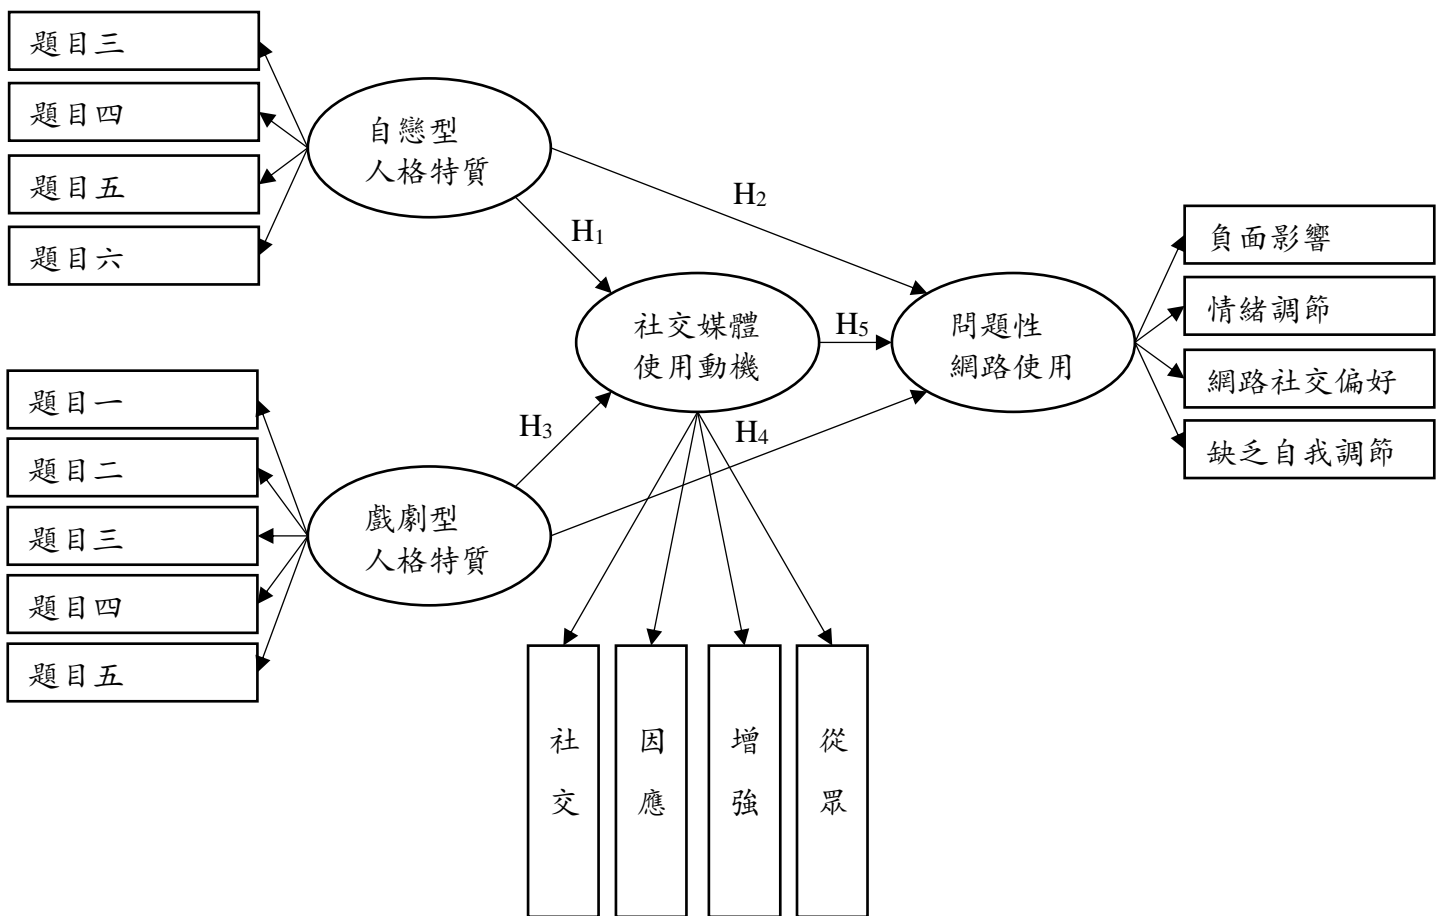 題目三
題目四
題目五
題目六
自戀型
人格特質
H₂
H₁
負面影響
情緒調節
網路社交偏好
缺乏自我調節
社交媒體
使用動機
H₅
問題性
網路使用
題目一
題目二
題目三
題目四
題目五
H₃
H₄
戲劇型
人格特質
社交
因應
增強
從眾